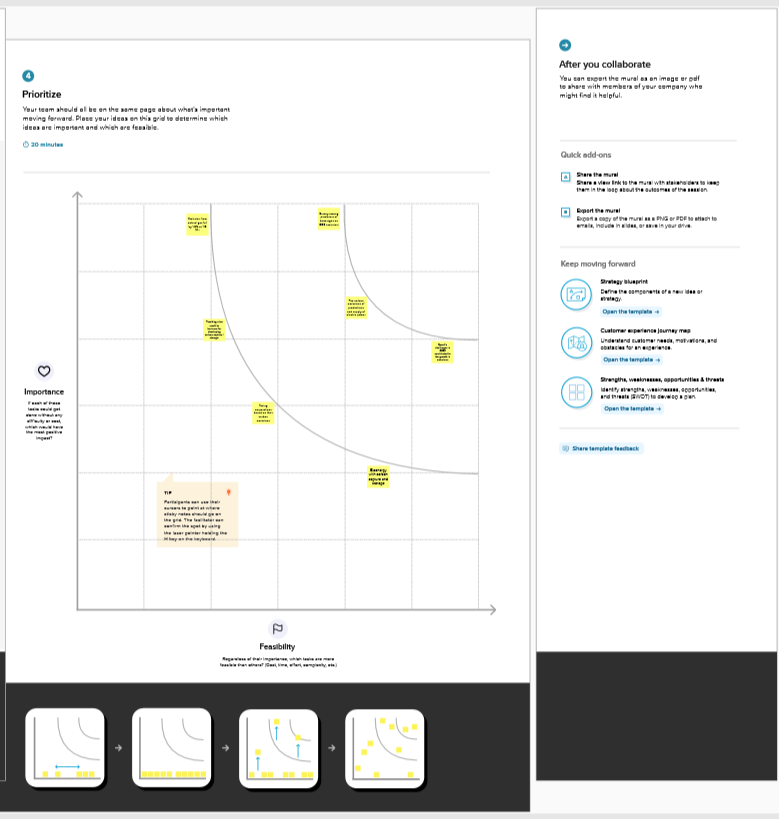 4
Prioritize
Your team should all be on the same page about what's important
moving forward. Place your ideas on this grid to determine which
ideas are important and which are feasible.
20 minutes
Importance
If each of these
tasks could get
done without any
difficulty or cost,
which would have
the most positive
impact?
Bioenergy
with carbon
capture and
storage
TIP
Participants can use their
cursors to point at where
sticky notes should go on
the grid. The facilitator can
confirm the spot by using
the laser pointer holding the
H key on the keyboard.
Feasibility
Regardless of their importance, which tasks are more
feasible than others? (Cost, time, effort, complexity, etc.)
After you collaborate
You can export the mural as an image or pdf
to share with members of your company who
might find it helpful.
Quick add-ons
Share the mural
Share a view link to the mural with stakeholders to keep
them in the loop about the outcomes of the session.
Export the mural
Export a copy of the mural as a PNG or PDF to attach to
emails, include in slides, or save in your drive.
Keep moving forward
Strategy blueprint
Define the components of a new idea or
strategy.
Open the template →
Customer experience journey map
Understand customer needs, motivations, and
obstacles for an experience.
Open the template →
Strengths, weaknesses, opportunities & threats
Identify strengths, weaknesses, opportunities,
and threats (SWOT) to develop a plan.
Open the template →
Share template feedback